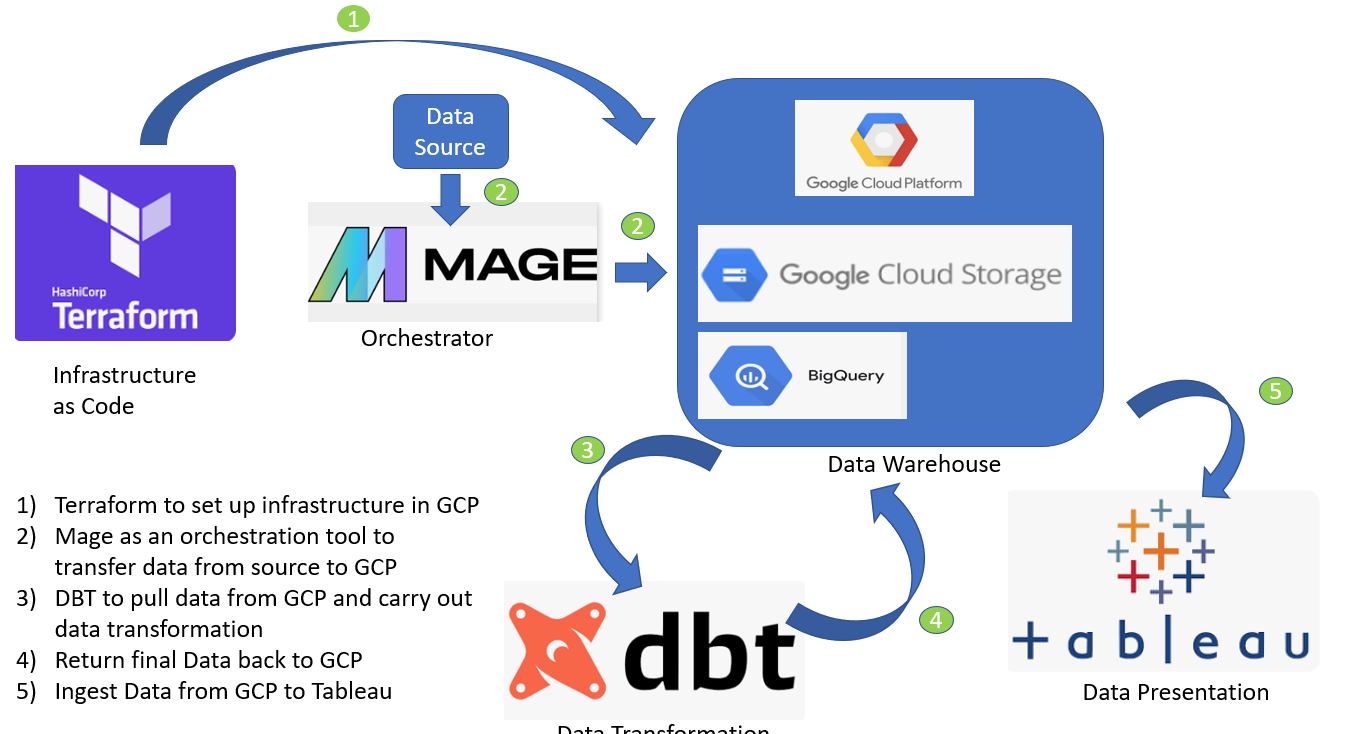 1
Data
Source
2
2
Google Cloud Platform
HashiCorp
Terraform
MAGE
Google Cloud Storage
Orchestrator
Infrastructure
as Code
BigQuery
5
3
Data Warehouse
1) Terraform to set up infrastructure in GCP
2) Mage as an orchestration tool to
transfer data from source to GCP
3) DBT to pull data from GCP and carry out
data transformation
4) Return final Data back to GCP
5) Ingest Data from GCP to Tableau
4
dbt
+ableau
Data Presentation
Data Transformation